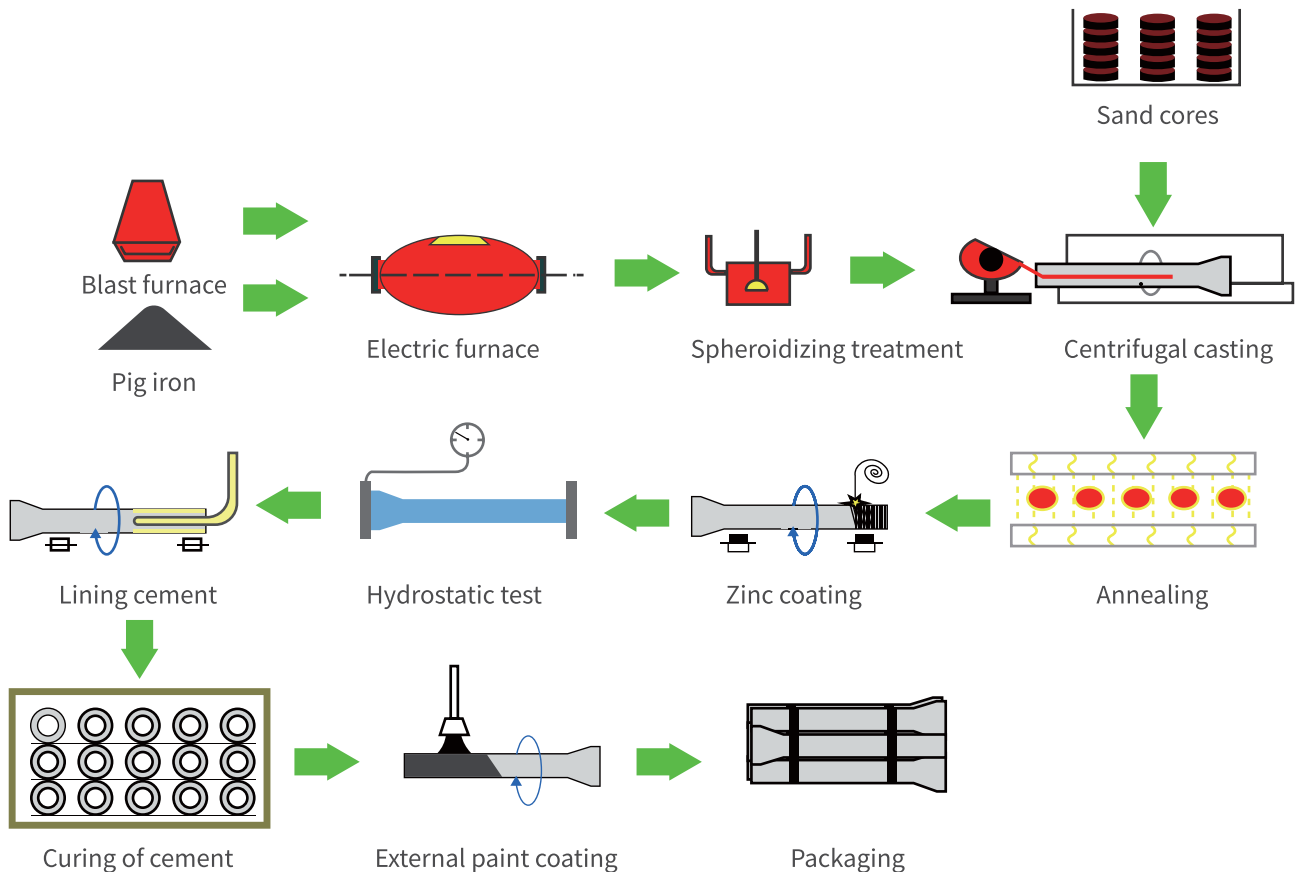 Sand cores
Blast furnace
Pig iron
Electric furnace
Spheroidizing treatment
Centrifugal casting
Lining cement
Hydrostatic test
Zinc coating
Annealing
Curing of cement
External paint coating
Packaging